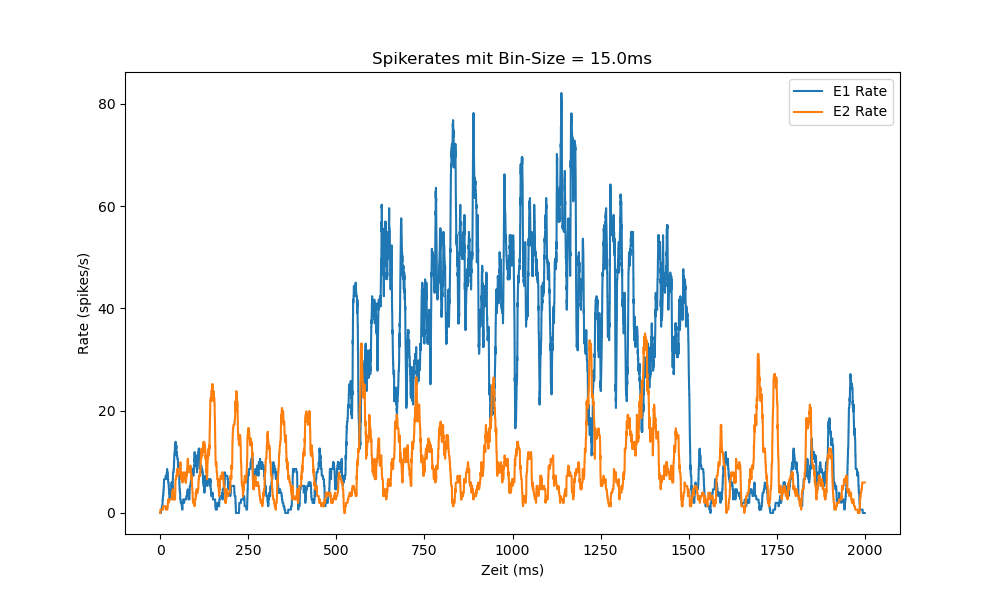 Spikerates mit Bin-Size = 15.0ms
E1 Rate
E2 Rate
80
60
40
20
0
Rate (spikes/s)
0 250 500 750 1000 1250 1500 1750 2000
Zeit (ms)